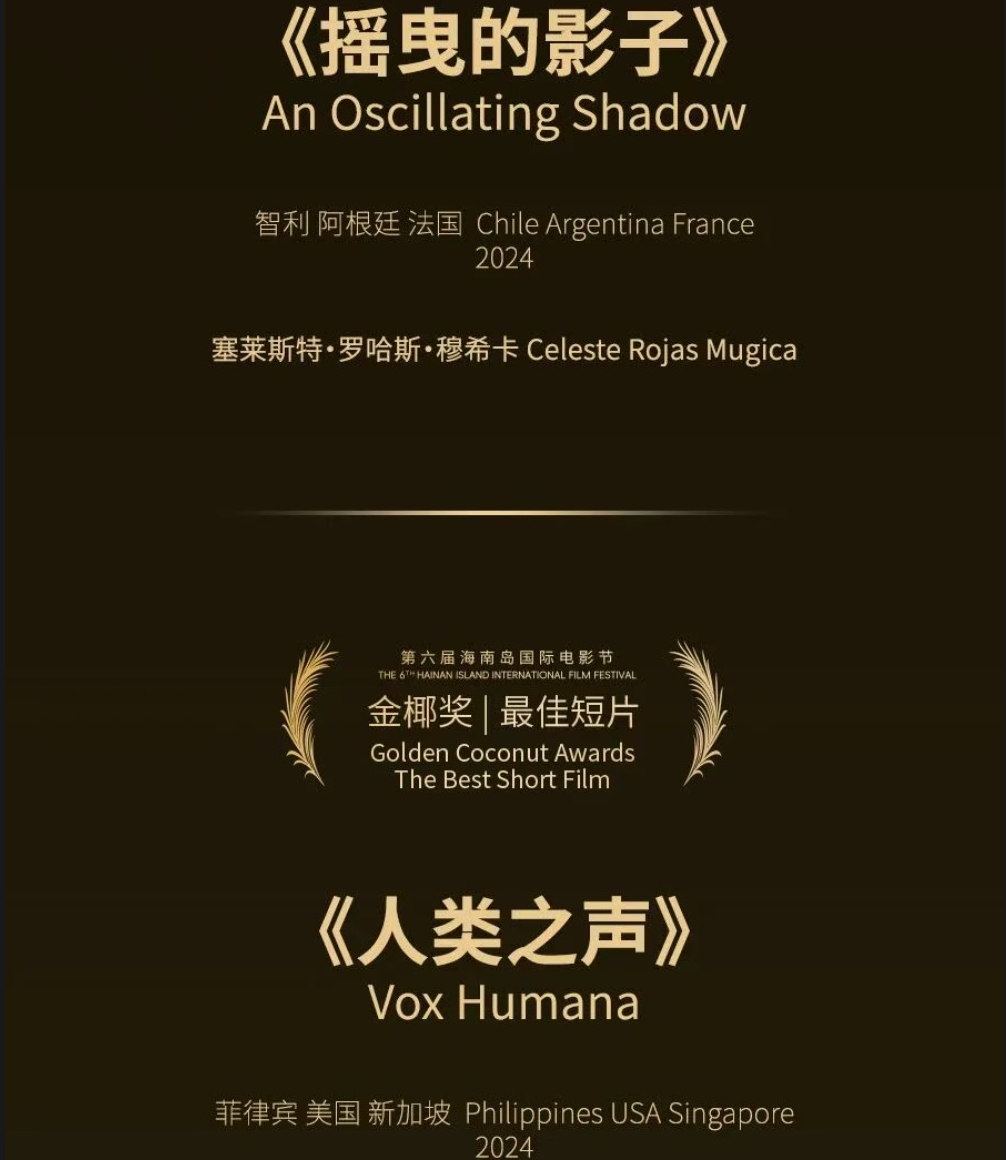 《摇曳的影子》
An Oscillating Shadow
智利 阿根廷 法国 Chile Argentina France
2024
塞莱斯特·罗哈斯·穆希卡 Celeste Rojas Mugica
第六届海南岛国际电影节
THE 6TH HAINAN ISLAND INTERNATIONAL FILM FESTIVAL
金椰奖 | 最佳短片
Golden Coconut Awards
The Best Short Film
《人类之声》
Vox Humana
菲律宾 美国 新加坡 Philippines USA Singapore
2024